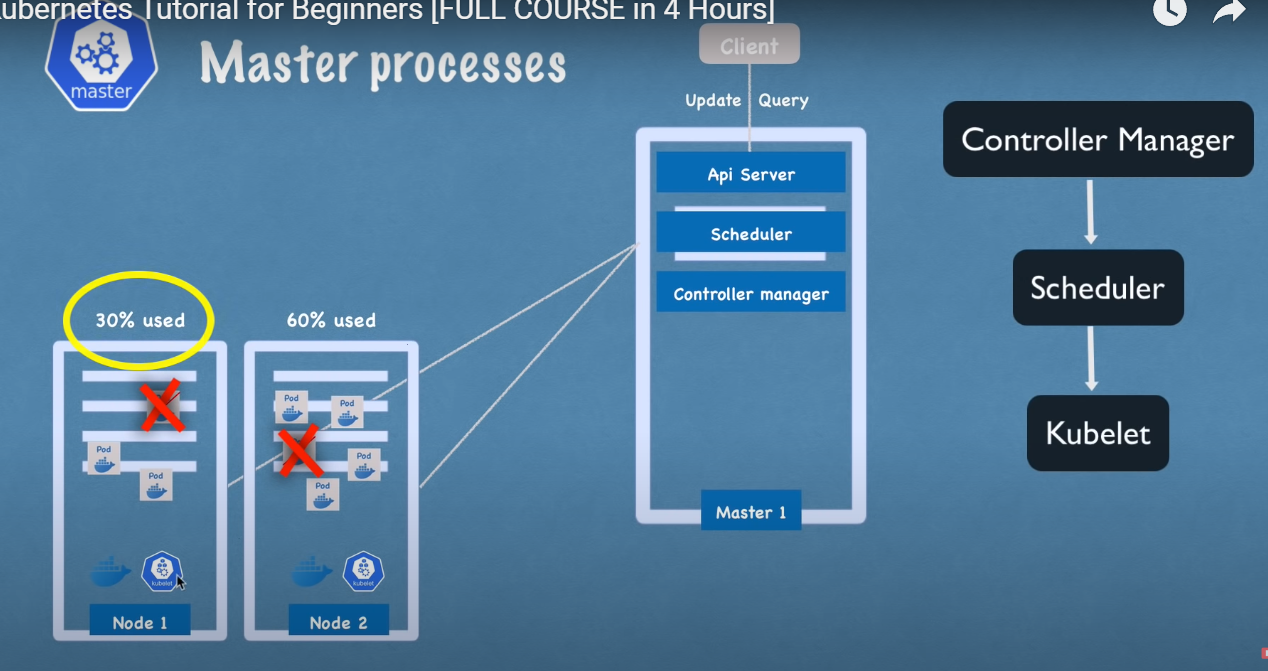 Kubernetes Tutorial for Beginners [FULL COURSE in 4 Hours]
master
Master processes
Client
Update Query
Api Server
Scheduler
Controller manager
Master 1
Controller Manager
Scheduler
Kubelet
30% used
60% used
Pod
Pod
Pod
Pod
Pod
Pod
kubelet
kubelet
Node 1
Node 2